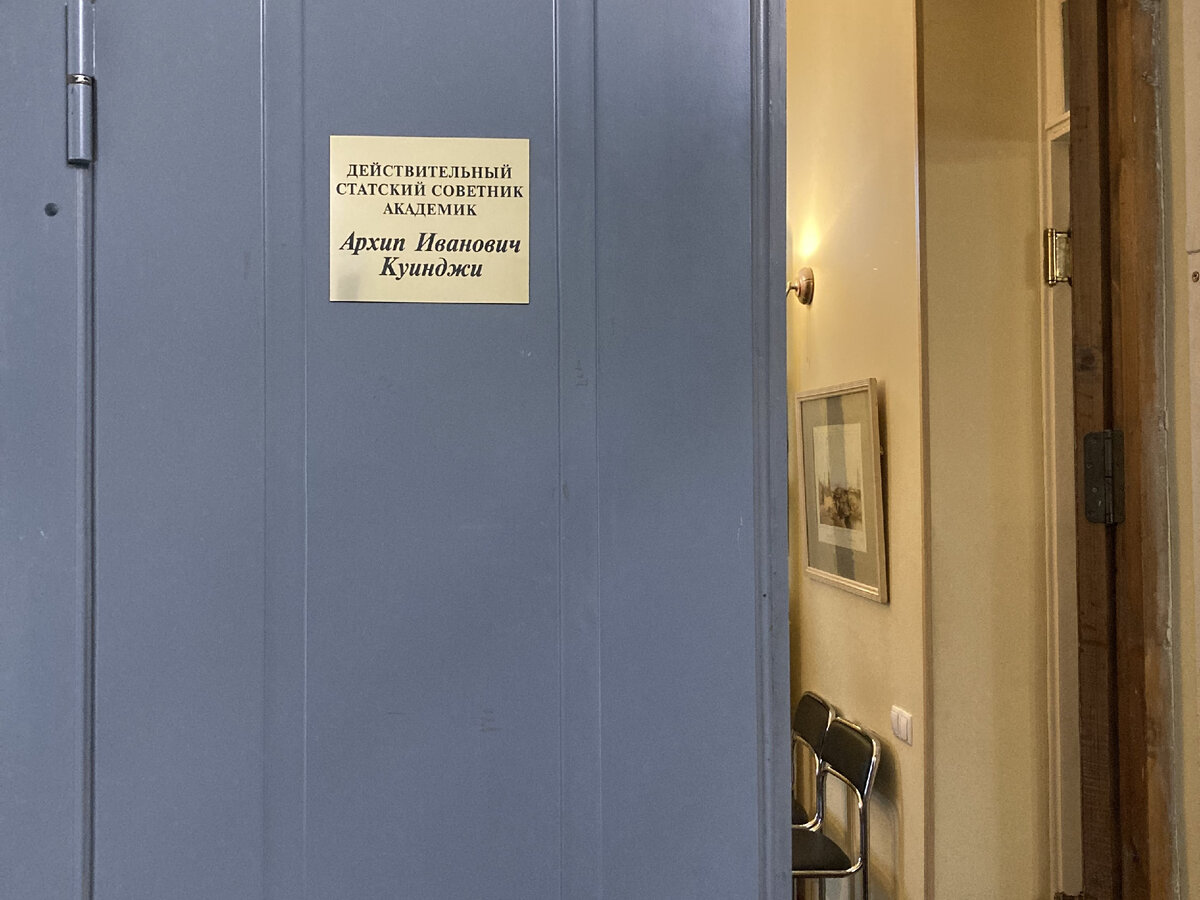 ДЕЙСТВИТЕЛЬНЫЙ
СТАТСКИЙ СОВЕТНИК
АКАДЕМИК
Архип Иванович
Куинджи